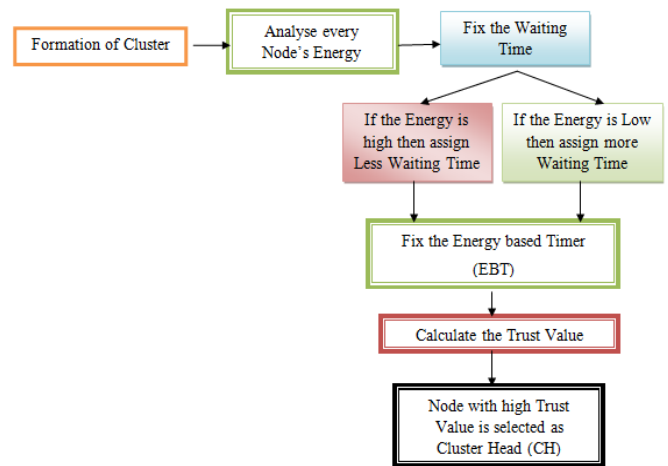 Formation of Cluster
Analyse every
Node's Energy
Fix the Waiting
Time
If the Energy is
high then assign
Less Waiting Time
If the Energy is Low
then assign more
Waiting Time
Fix the Energy based Timer
(EBT)
Calculate the Trust Value
Node with high Trust
Value is selected as
Cluster Head (CH)